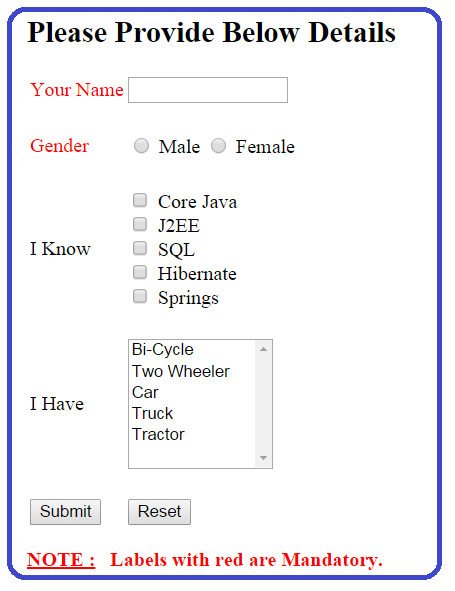 Please Provide Below Details
Your Name
Gender Male Female
Core Java
J2EE
I Know SQL
Hibernate
Springs
Bi-Cycle
Two Wheeler
Car
I Have Truck
Tractor
Submit Reset
NOTE : Labels with red are Mandatory.